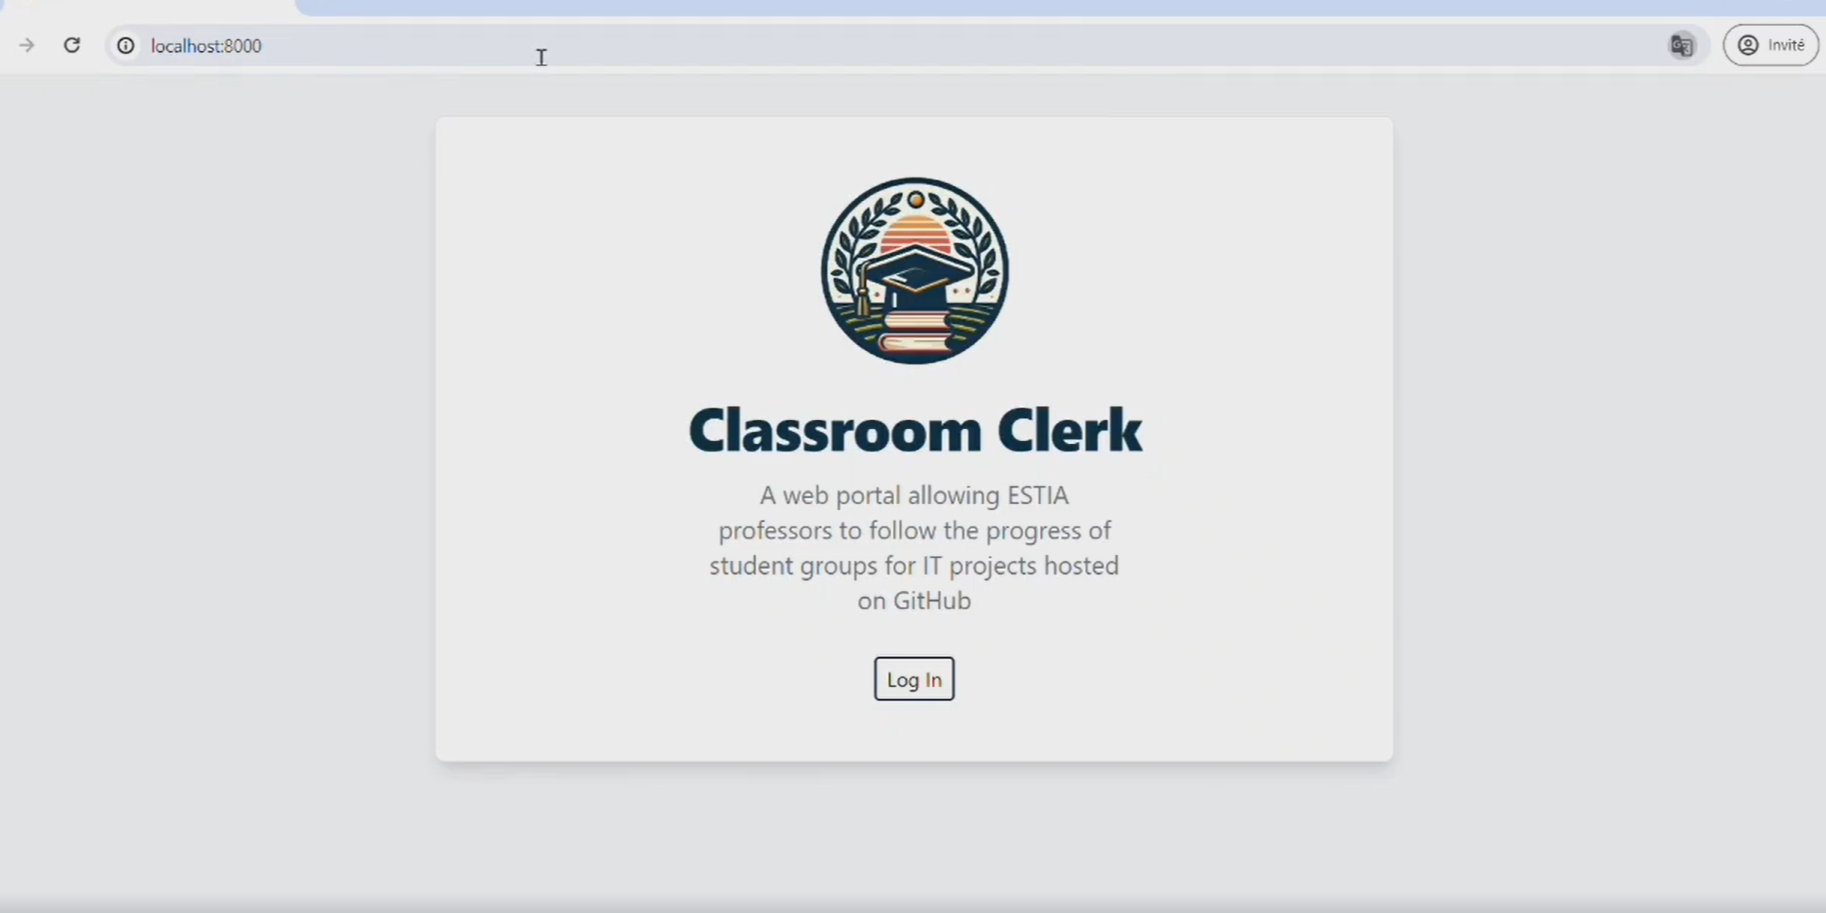 localhost:8000
Invité
Classroom Clerk
A web portal allowing ESTIA
professors to follow the progress of
student groups for IT projects hosted
on GitHub
Log In